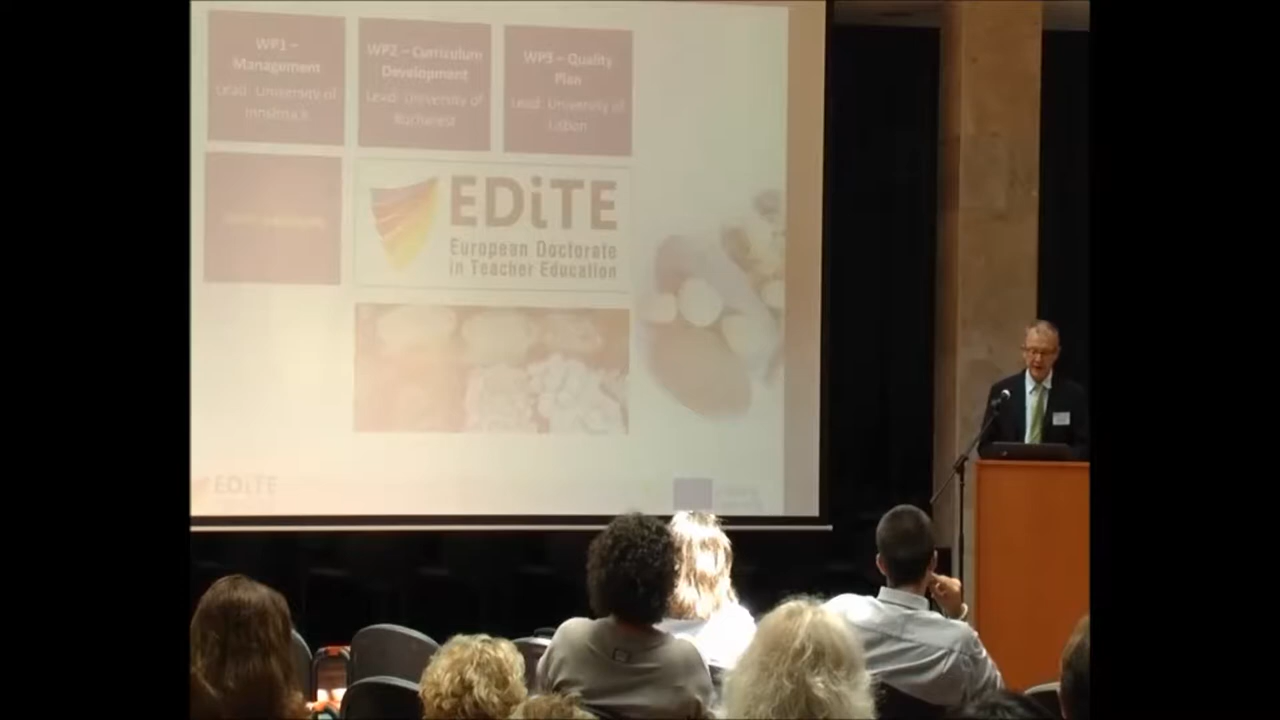 WP1 –
Management
Lead: University of
Innsbruck
WP2 – Curriculum
Development
Lead: University of
Bucharest
WP3 – Quality
Plan
Lead: University of
Lisbon
EDiTE
European Doctorate
in Teacher Education
EDiTE